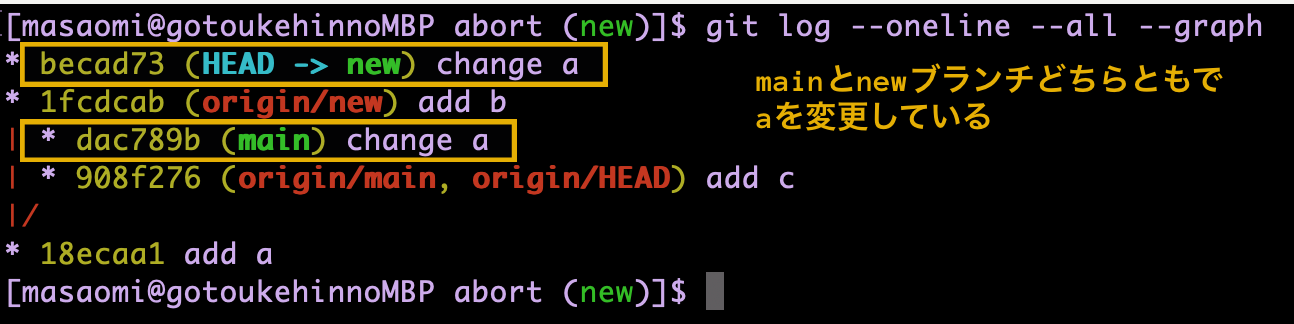 [masaomi@gotoukehinnoMBP abort (new)]$ git log --oneline --all --graph
* becad73 (HEAD -> new) change a
* 1fcdcab (origin/new) add b
| * dac789b (main) change a
| * 908f276 (origin/main, origin/HEAD) add c
|/
* 18ecaa1 add a
[masaomi@gotoukehinnoMBP abort (new)]$
mainとnewブランチどちらともで
aを変更している